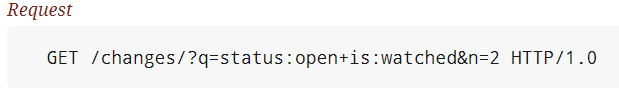 Request
GET /changes/?q=status:open+is:watched&n=2 HTTP/1.0